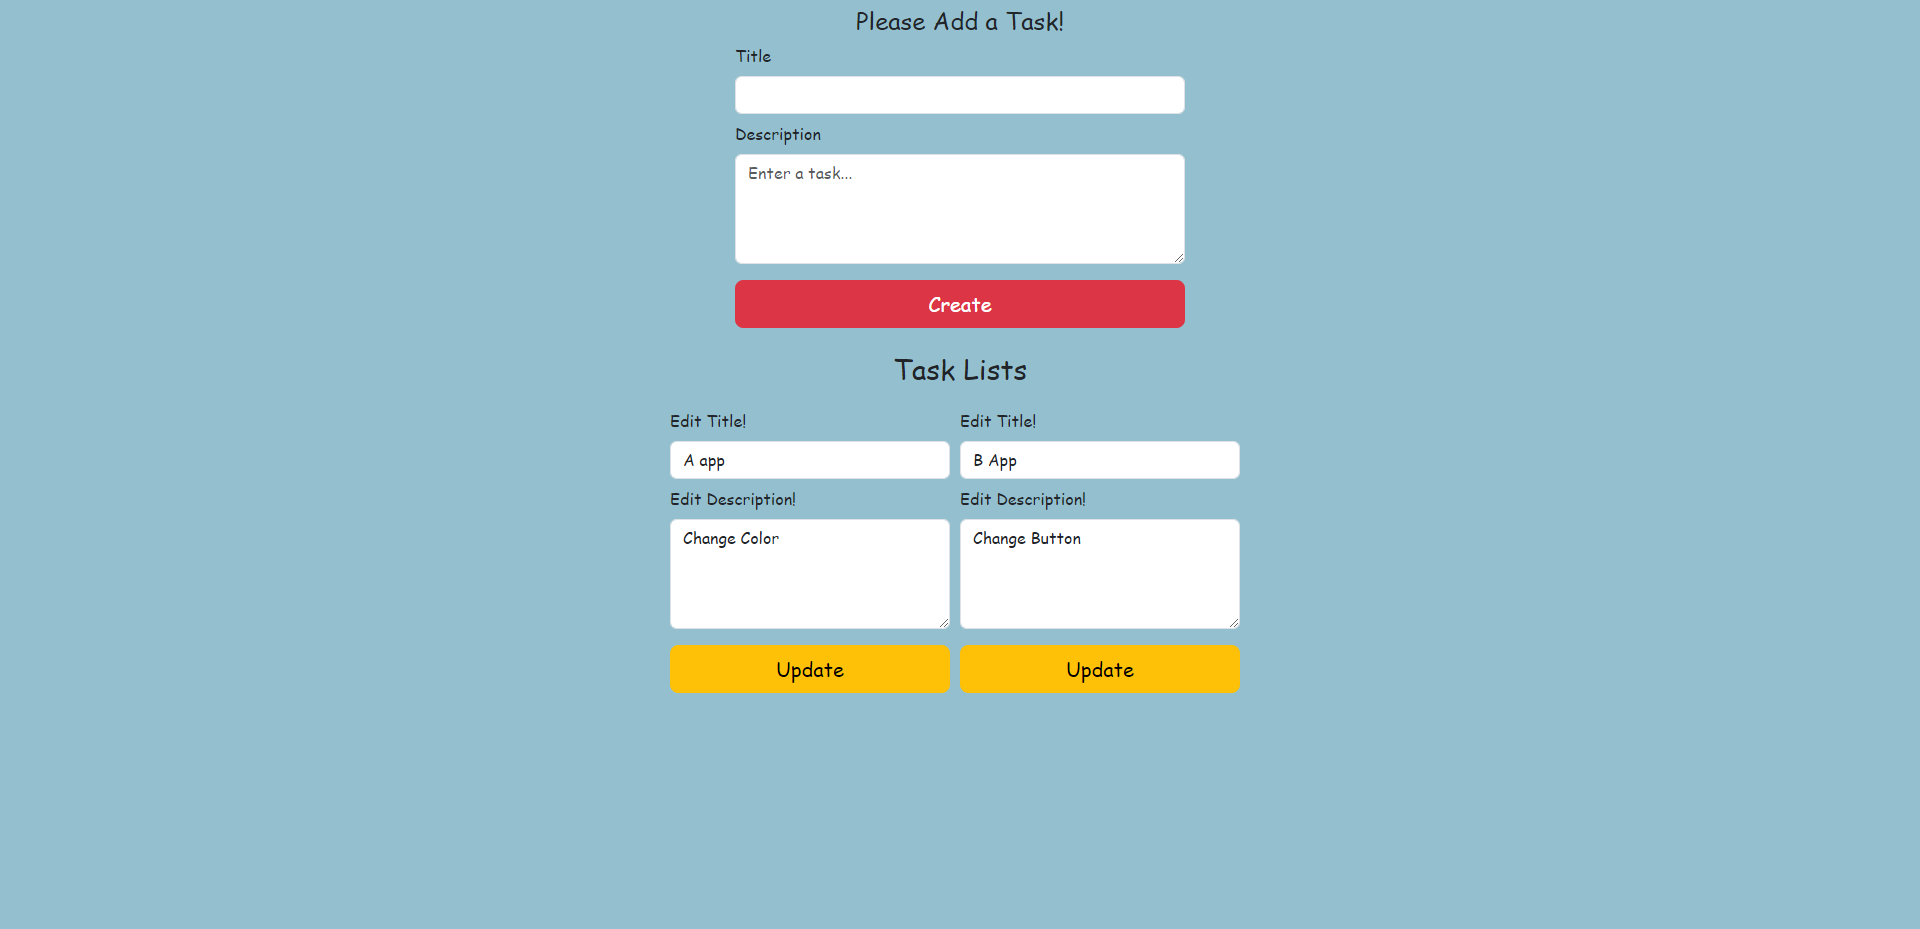 Please Add a Task!
Title
Description
Enter a task...
Create
Task Lists
Edit Title!
A app
Edit Description!
Change Color
Update
Edit Title!
B App
Edit Description!
Change Button
Update